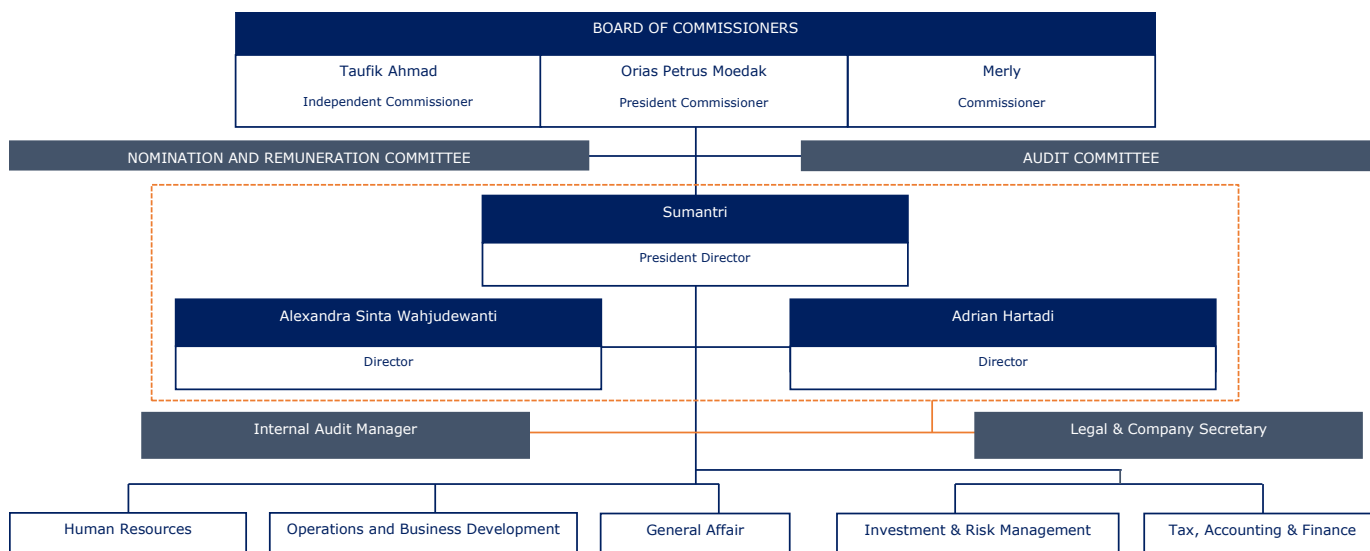 BOARD OF COMMISSIONERS
Taufik Ahmad
Independent Commissioner
Orias Petrus Moedak
President Commissioner
Merly
Commissioner
NOMINATION AND REMUNERATION COMMITTEE
AUDIT COMMITTEE
Sumantri
President Director
Alexandra Sinta Wahjudewanti
Director
Adrian Hartadi
Director
Internal Audit Manager
Legal & Company Secretary
Human Resources
Operations and Business Development
General Affair
Investment & Risk Management
Tax, Accounting & Finance